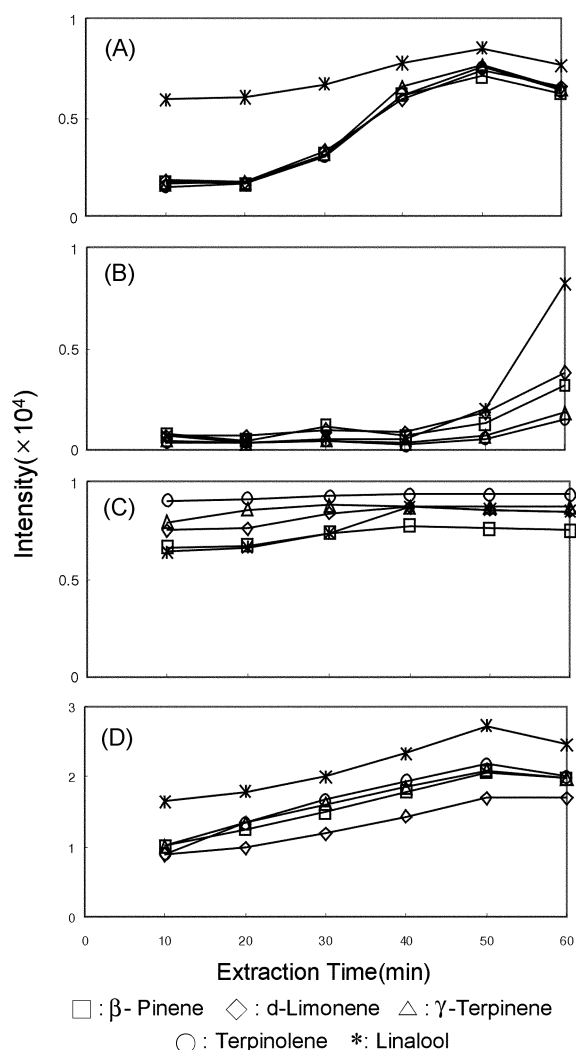 1
(A)
0.5
0
1
(B)
0.5
0
1
(C)
0.5
0
3
(D)
2
1
0
Intensity(×10⁴)
0 10 20 30 40 50 60
Extraction Time(min)
□ : β- Pinene ◇ : d-Limonene △ : γ-Terpinene
○ : Terpinolene *: Linalool